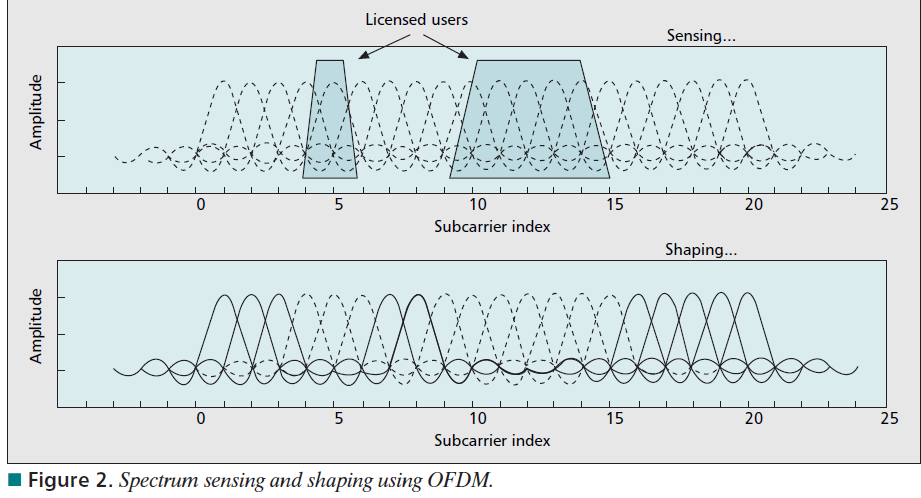 Licensed users
Sensing...
Amplitude
0 5 10 15 20 25
Subcarrier index
Shaping...
Amplitude
0 5 10 15 20 25
Subcarrier index
Figure 2. Spectrum sensing and shaping using OFDM.